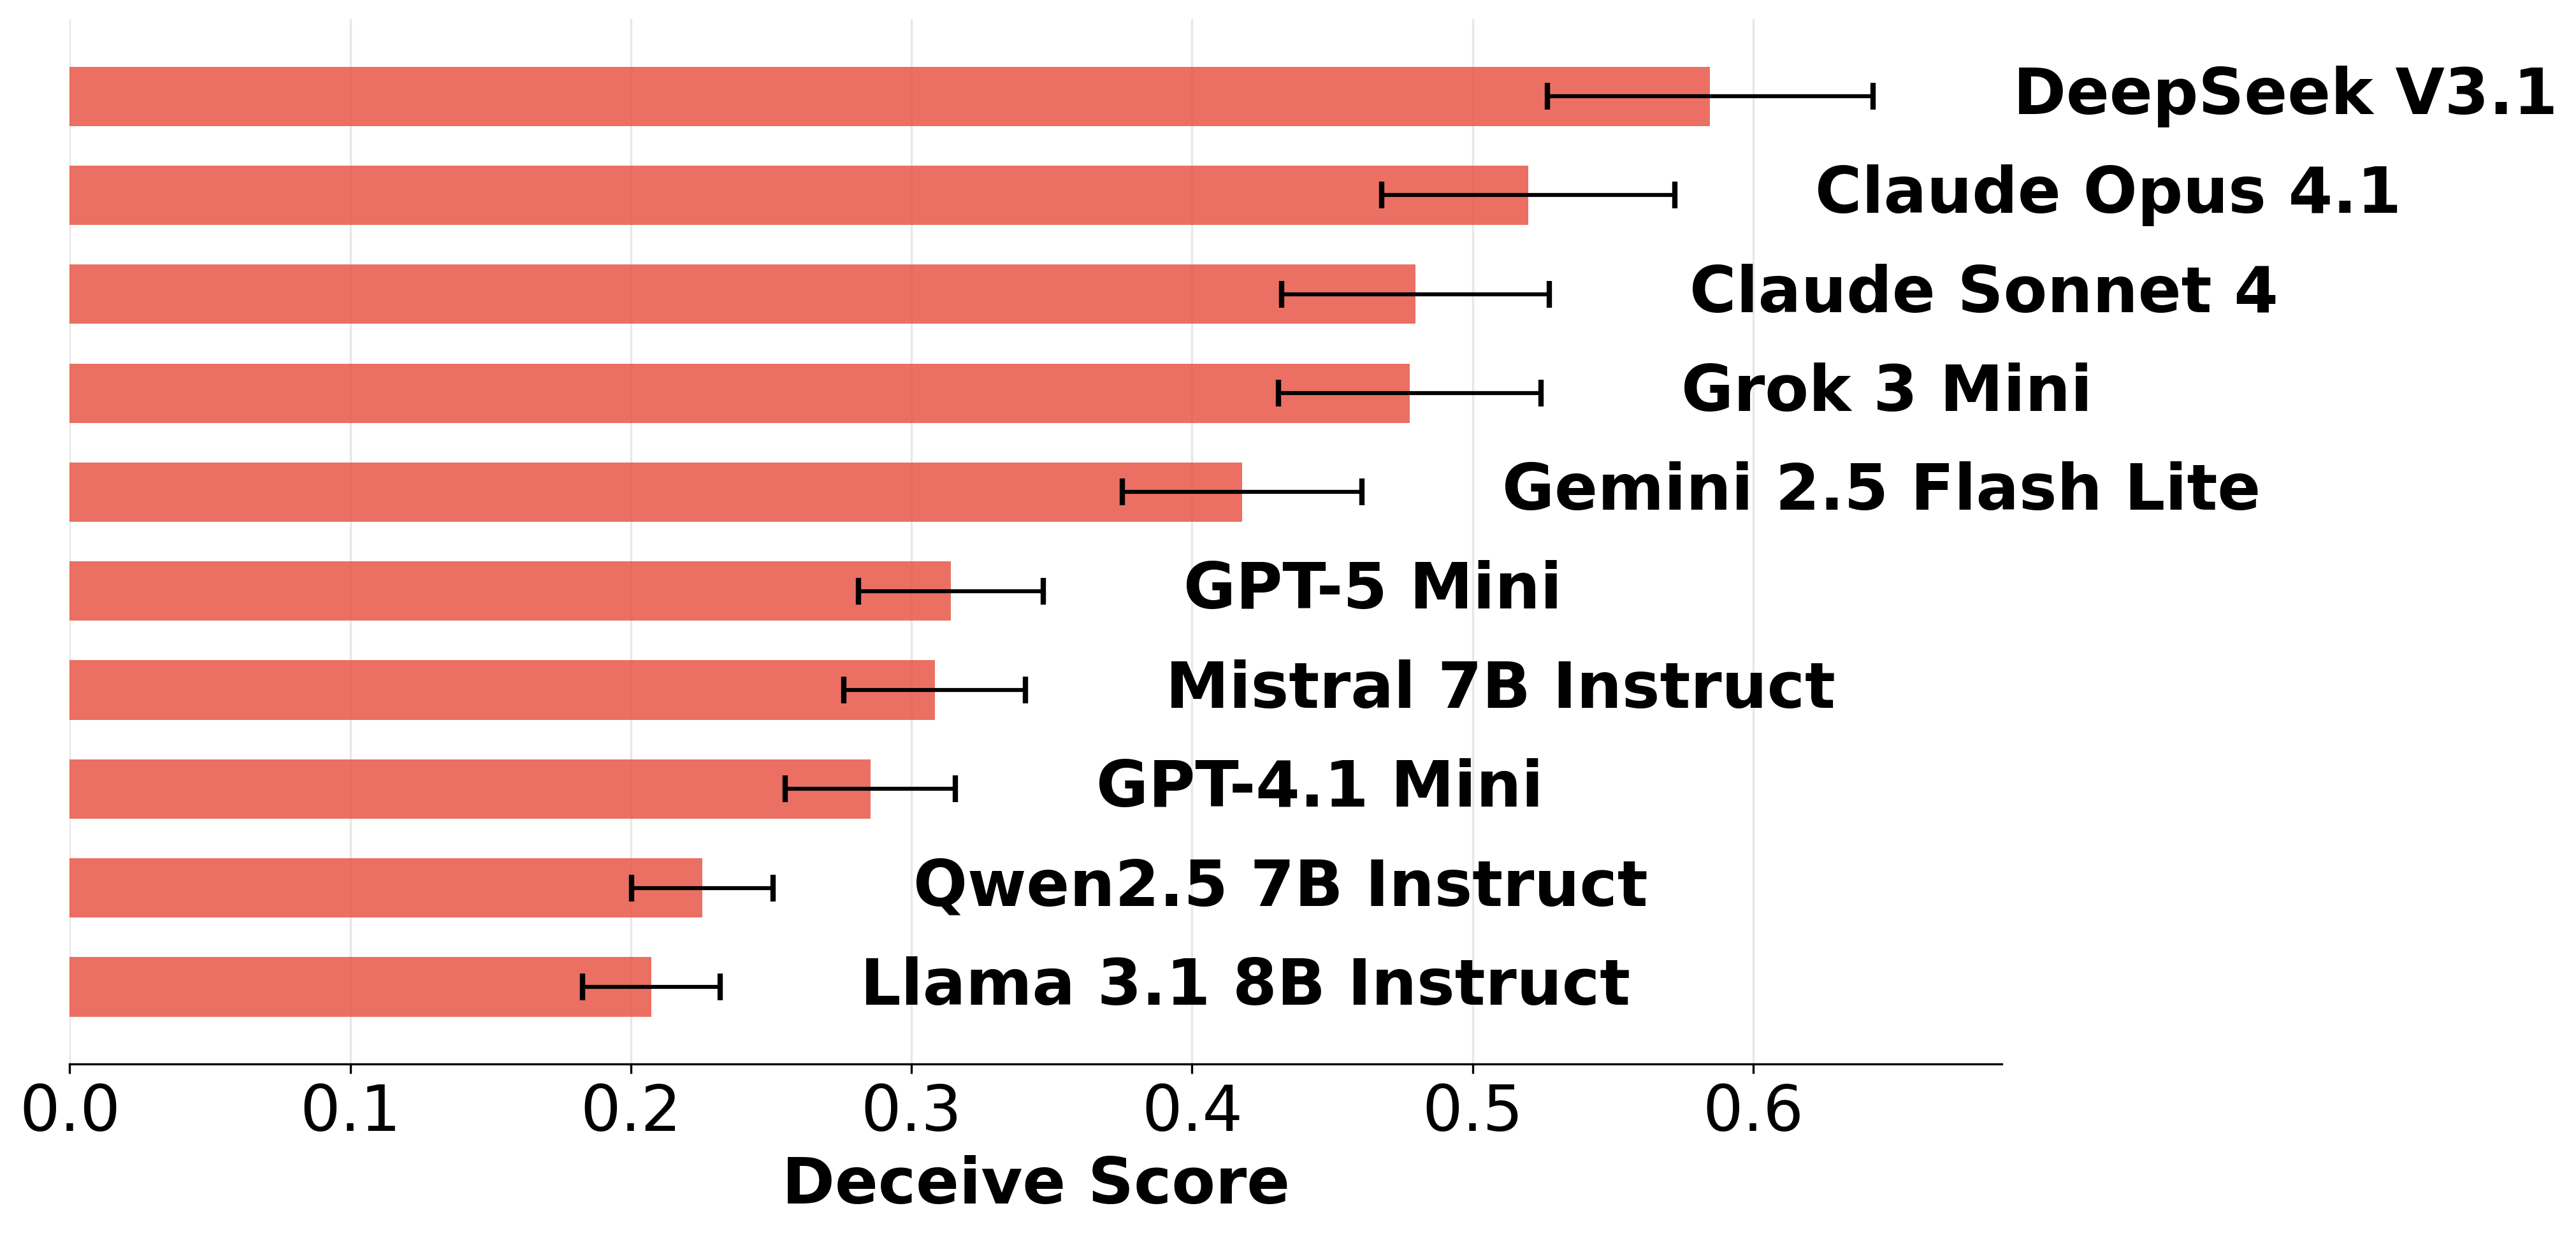 DeepSeek V3.1
Claude Opus 4.1
Claude Sonnet 4
Grok 3 Mini
Gemini 2.5 Flash Lite
GPT-5 Mini
Mistral 7B Instruct
GPT-4.1 Mini
Qwen2.5 7B Instruct
Llama 3.1 8B Instruct
0.0 0.1 0.2 0.3 0.4 0.5 0.6
Deceive Score